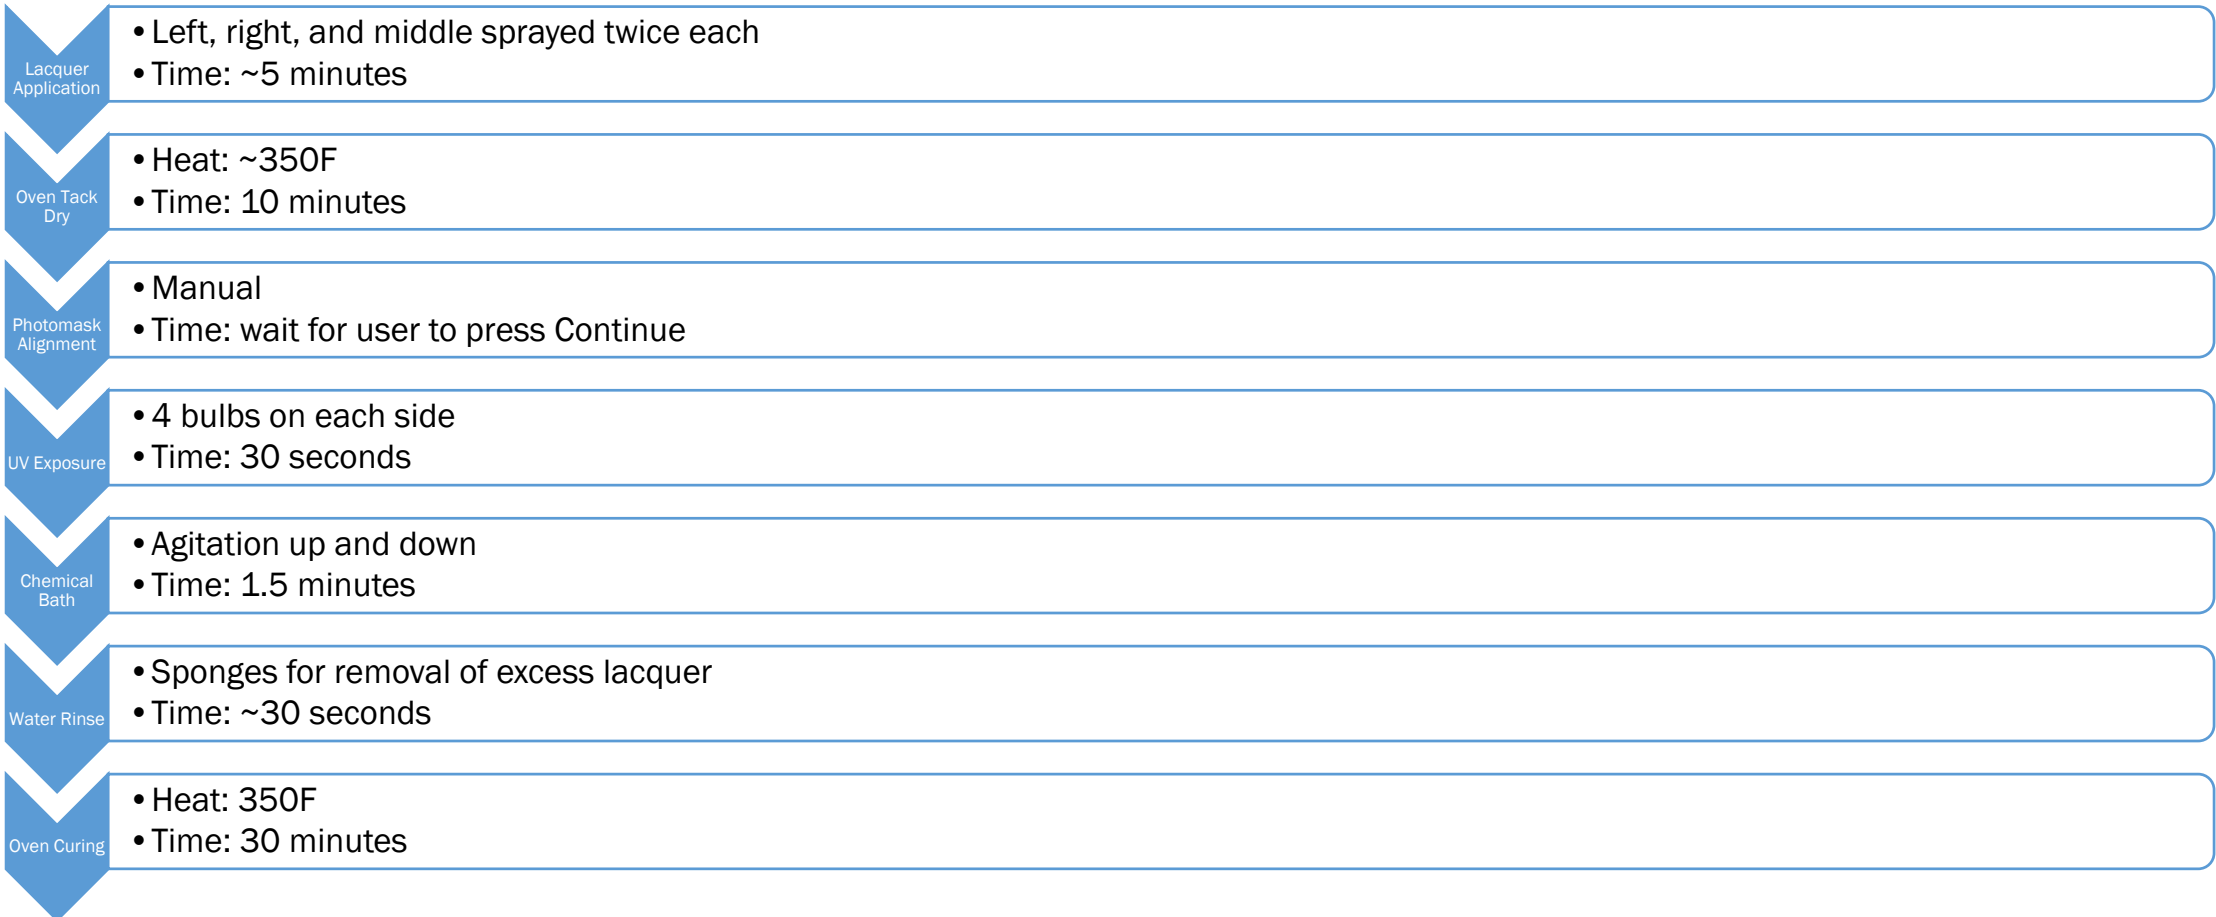 Lacquer
Application
•Left, right, and middle sprayed twice each
•Time: ~5 minutes
Oven Tack
Dry
•Heat: ~350F
•Time: 10 minutes
Photomask
Alignment
•Manual
•Time: wait for user to press Continue
UV Exposure
•4 bulbs on each side
•Time: 30 seconds
Chemical
Bath
•Agitation up and down
•Time: 1.5 minutes
Water Rinse
•Sponges for removal of excess lacquer
•Time: ~30 seconds
Oven Curing
•Heat: 350F
•Time: 30 minutes